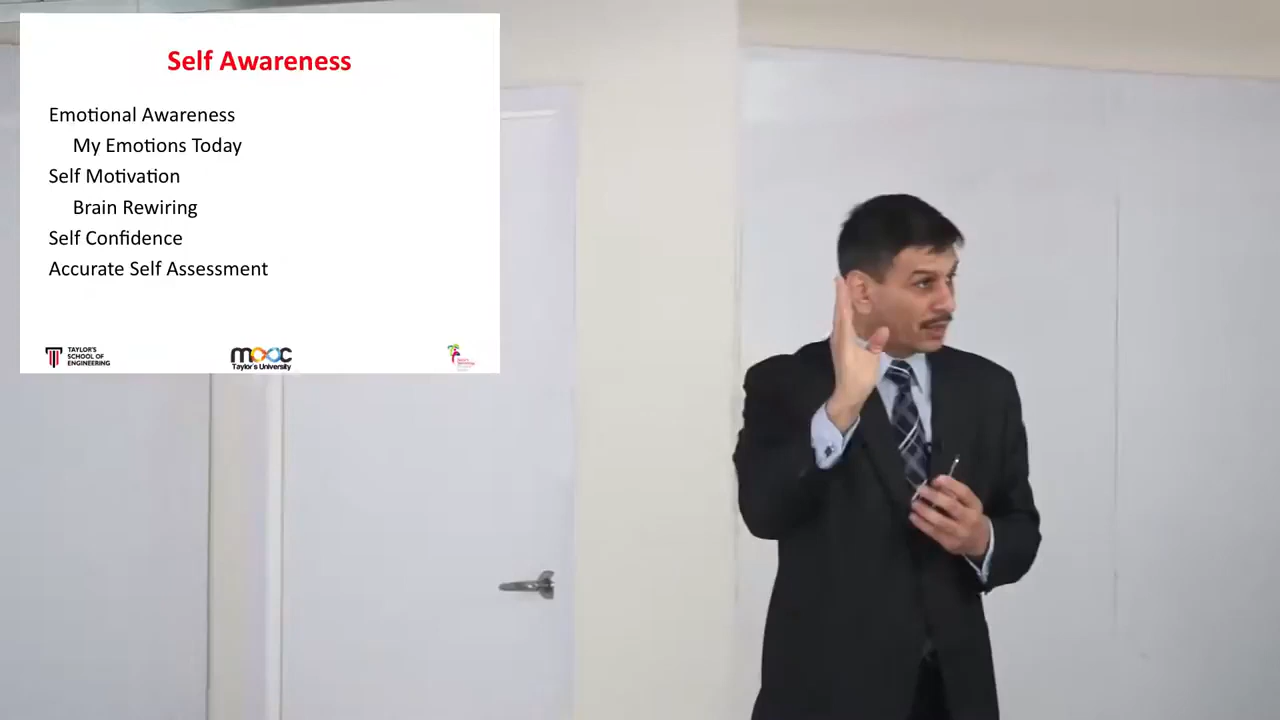 Self Awareness
Emotional Awareness
My Emotions Today
Self Motivation
Brain Rewiring
Self Confidence
Accurate Self Assessment
TAYLOR'S
SCHOOL OF
ENGINEERING
mooc
Taylor's University